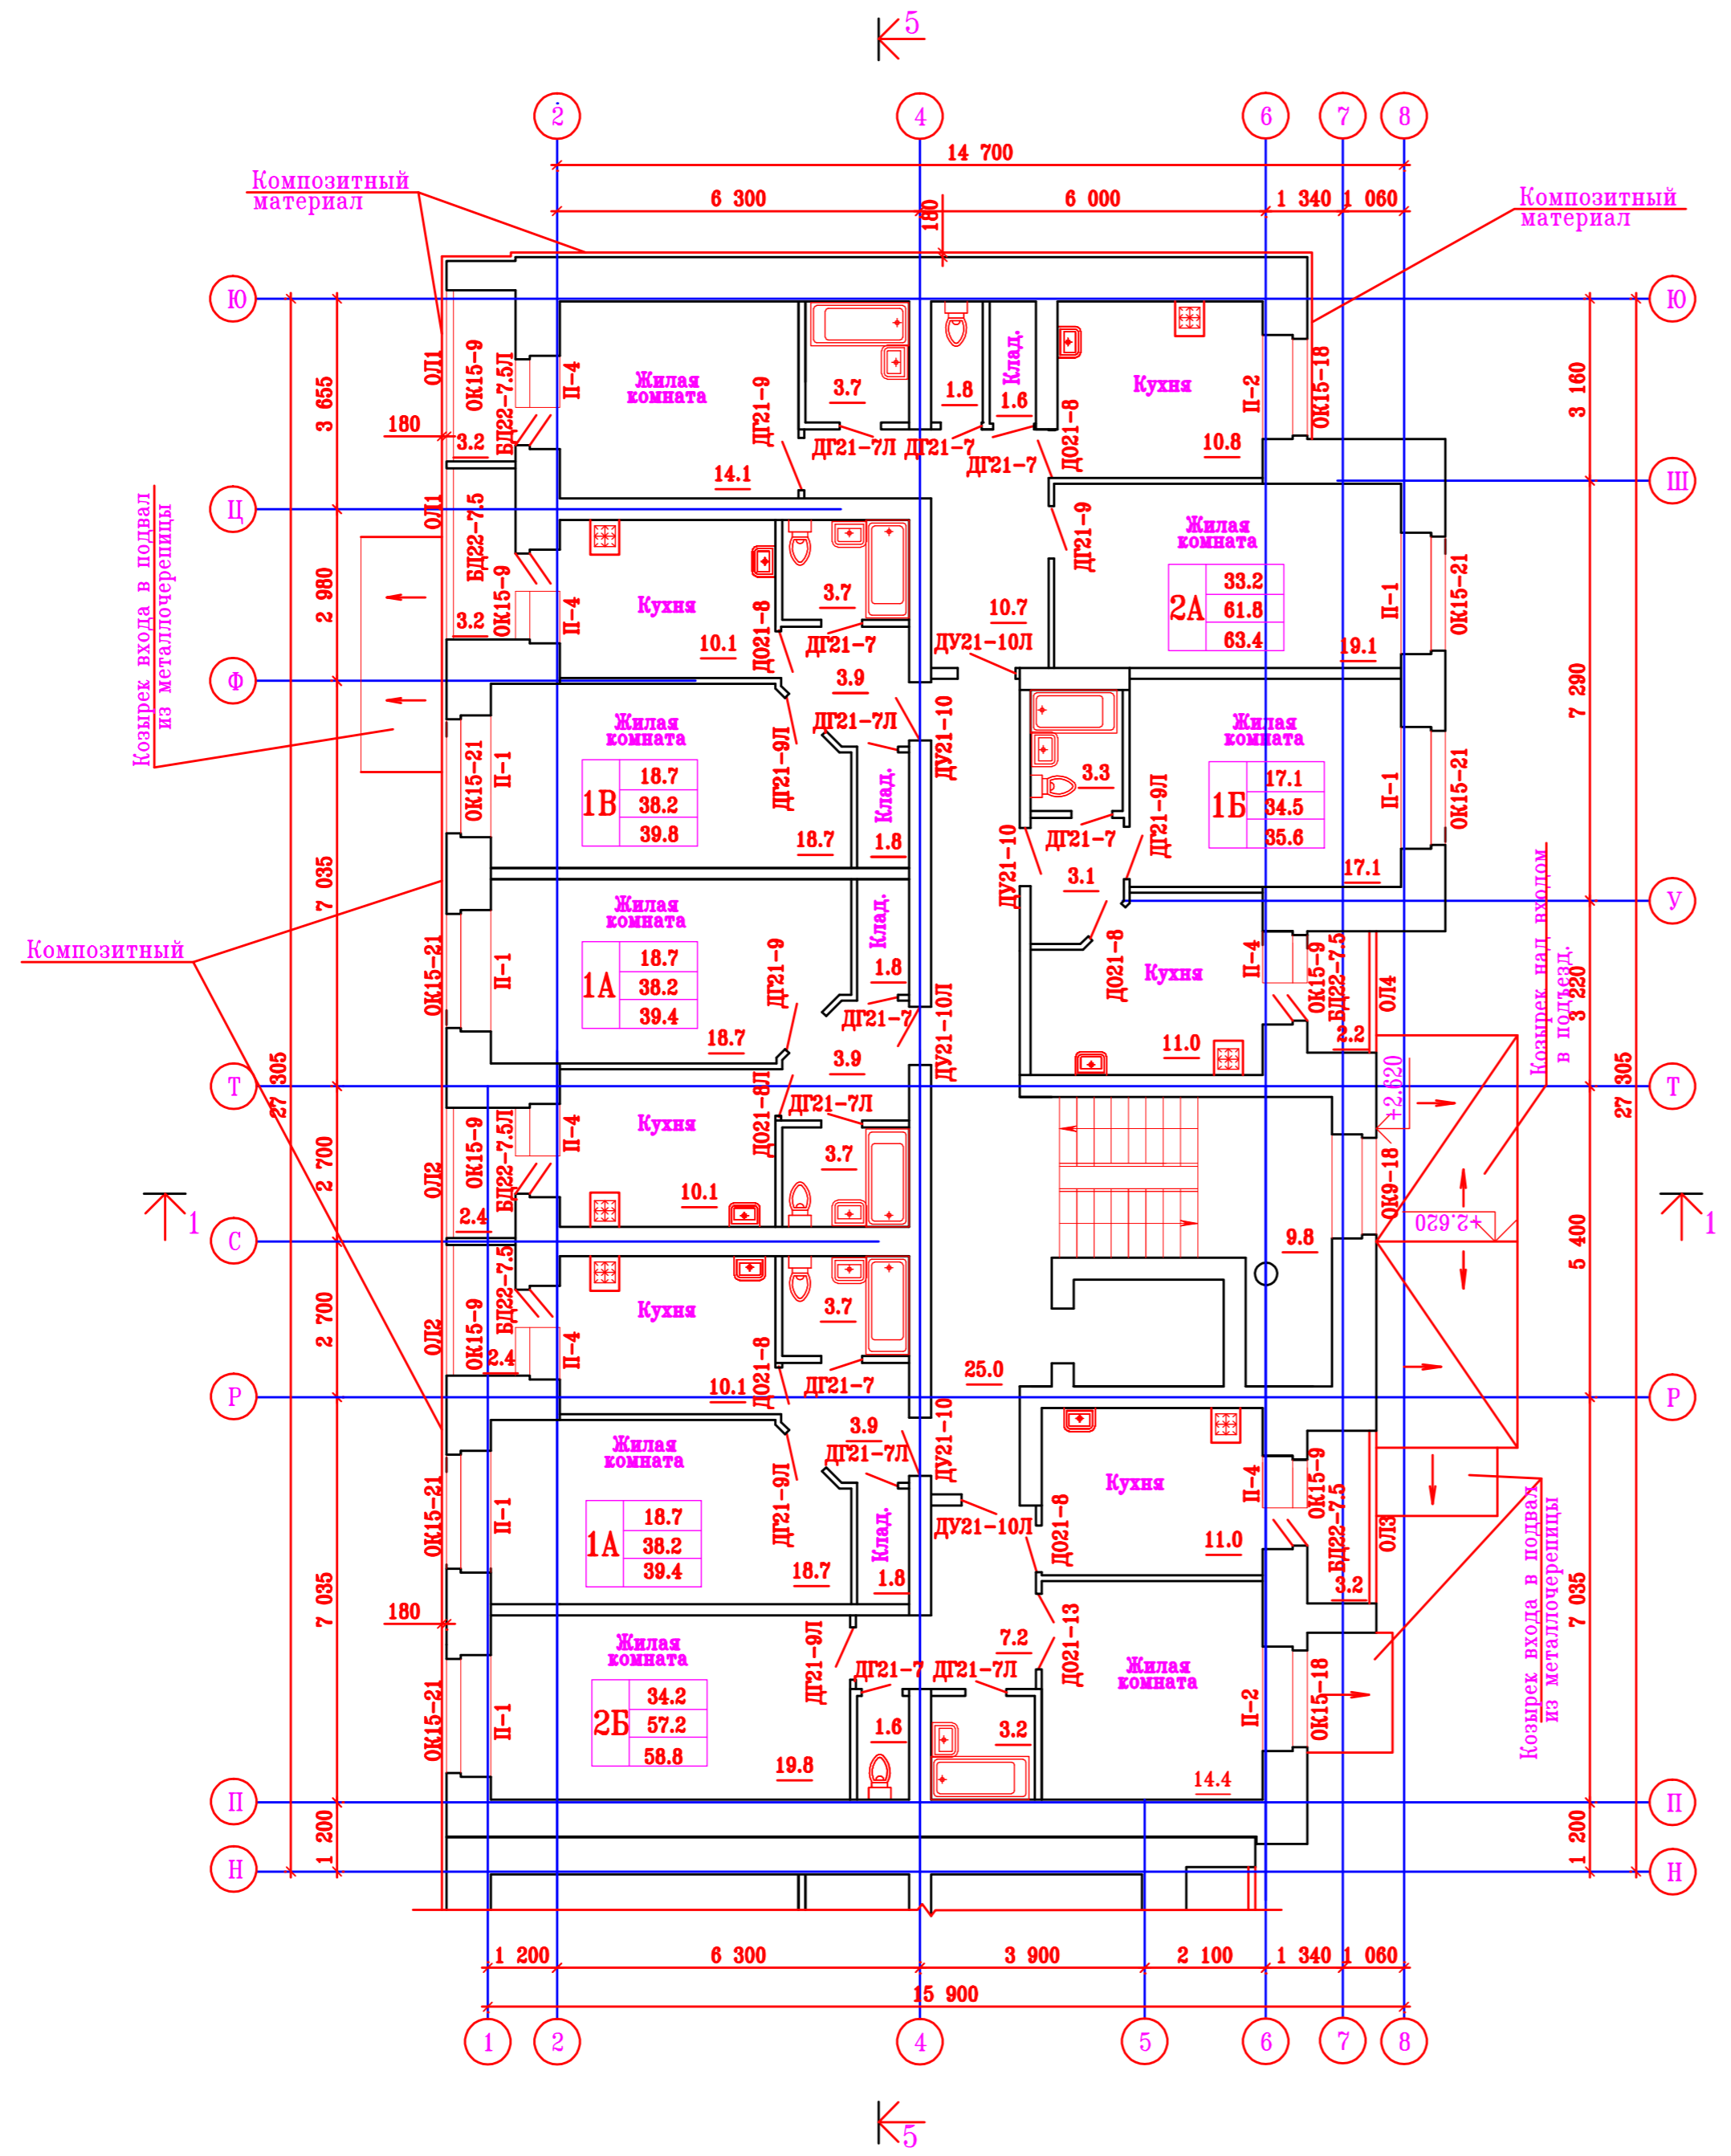 5
2
4
6
7
8
14 700
6 300
180
6 000
1 340
1 060
Композитный
материал
Композитный
материал
Ю
Ю
3 655
3 160
ОЛ1
ОК15-9
БД22-7.5Л
П-4
180
3.2
Жилая
комната
14.1
ДГ21-9
3.7
ДГ21-7Л
1.8
ДГ21-7
Клад.
1.6
ДГ21-7
ДО21-8
Кухня
10.8
П-2
ОК15-18
Ц
Ш
Козырек входа в подвал
из металлочерепицы
2 980
ОЛ1
БД22-7.5
ОК15-9
3.2
П-4
Кухня
10.1
ДО21-8
3.7
ДГ21-7
10.7
ДУ21-10Л
ДГ21-9
Жилая
комната
2А
33.2
61.8
63.4
19.1
П-1
ОК15-21
Ф
3.9
ДГ21-7Л
ДУ21-10
Жилая
комната
1В
18.7
38.2
39.8
18.7
ДГ21-9Л
Клад.
1.8
ОК15-21
П-1
7 035
7 290
3.3
ДГ21-7
ДГ21-9Л
ДУ21-10
3.1
Жилая
комната
1Б
17.1
34.5
35.6
17.1
П-1
ОК15-21
У
Композитный
ОК15-21
П-1
Жилая
комната
1А
18.7
38.2
39.4
18.7
ДГ21-9
Клад.
1.8
ДГ21-7
3.9
ДУ21-10Л
ДО21-8
Кухня
11.0
П-4
ОК15-9
БД22-7.5
2.2
ОЛ4
Козырек над входом
в подъезд.
3 220
Т
Т
27 305
27 305
+2.620
2 700
ОЛ2
ОК15-9
БД22-7.5Л
П-4
2.4
Кухня
10.1
ДО21-8Л
ДГ21-7Л
3.7
9.8
ОК9-18
+2.620
1
1
С
5 400
2 700
ОЛ2
ОК15-9
БД22-7.5
2.4
П-4
Кухня
10.1
ДО21-8
3.7
ДГ21-7
25.0
Р
Р
3.9
ДГ21-7Л
ДУ21-10
Жилая
комната
1А
18.7
38.2
39.4
18.7
ДГ21-9Л
Клад.
1.8
ОК15-21
П-1
7 035
180
ДУ21-10Л
ДО21-8
Кухня
11.0
П-4
ОК15-9
БД22-7.5
3.2
ОЛ3
Козырек входа в подвал
из металлочерепицы
7 035
ОК15-21
П-1
Жилая
комната
2Б
34.2
57.2
58.8
19.8
ДГ21-9Л
ДГ21-7
1.6
ДГ21-7Л
3.2
7.2
ДО21-13
Жилая
комната
14.4
П-2
ОК15-18
П
П
1 200
1 200
Н
Н
1 200
6 300
3 900
2 100
1 340
1 060
15 900
1
2
4
5
6
7
8
5